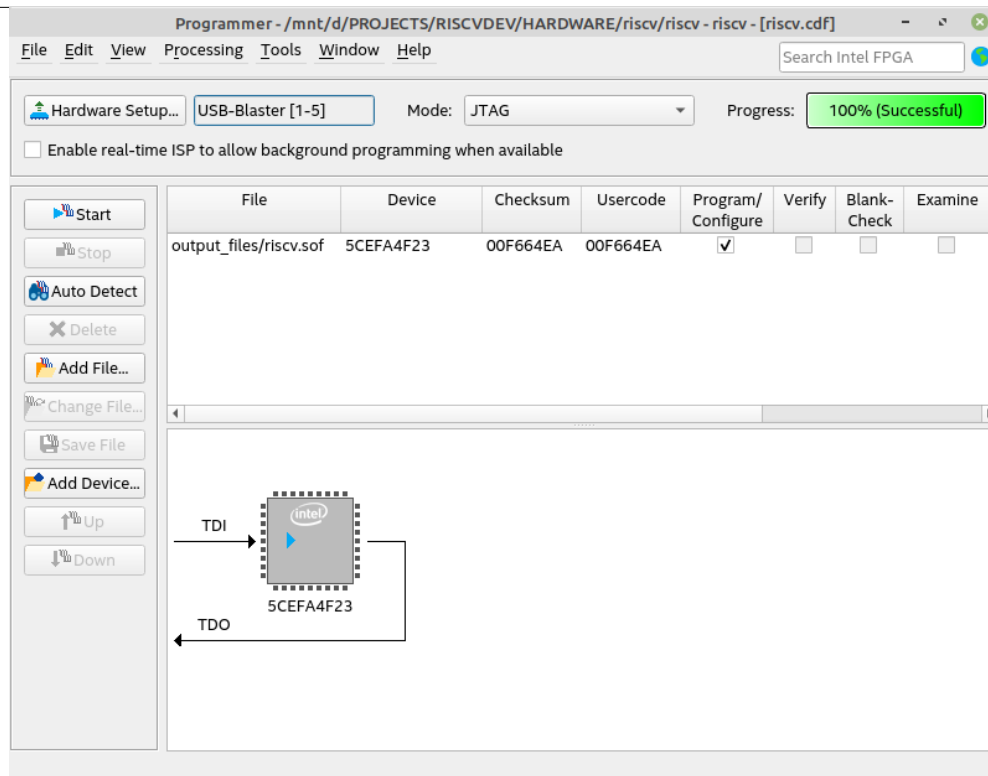 Programmer - /mnt/d/PROJECTS/RISCVDEV/HARDWARE/riscv/riscv - riscv - [riscv.cdf]
File Edit View Processing Tools Window Help
Search Intel FPGA
Hardware Setup... USB-Blaster [1-5] Mode: JTAG Progress: 100% (Successful)
Enable real-time ISP to allow background programming when available
File Device Checksum Usercode Program/ Verify Blank- Examine
Configure Check
output_files/riscv.sof 5CEFA4F23 00F664EA 00F664EA
Start
Stop
Auto Detect
Delete
Add File...
Change File...
Save File
Add Device...
Up
Down
TDI
intel
5CEFA4F23
TDO